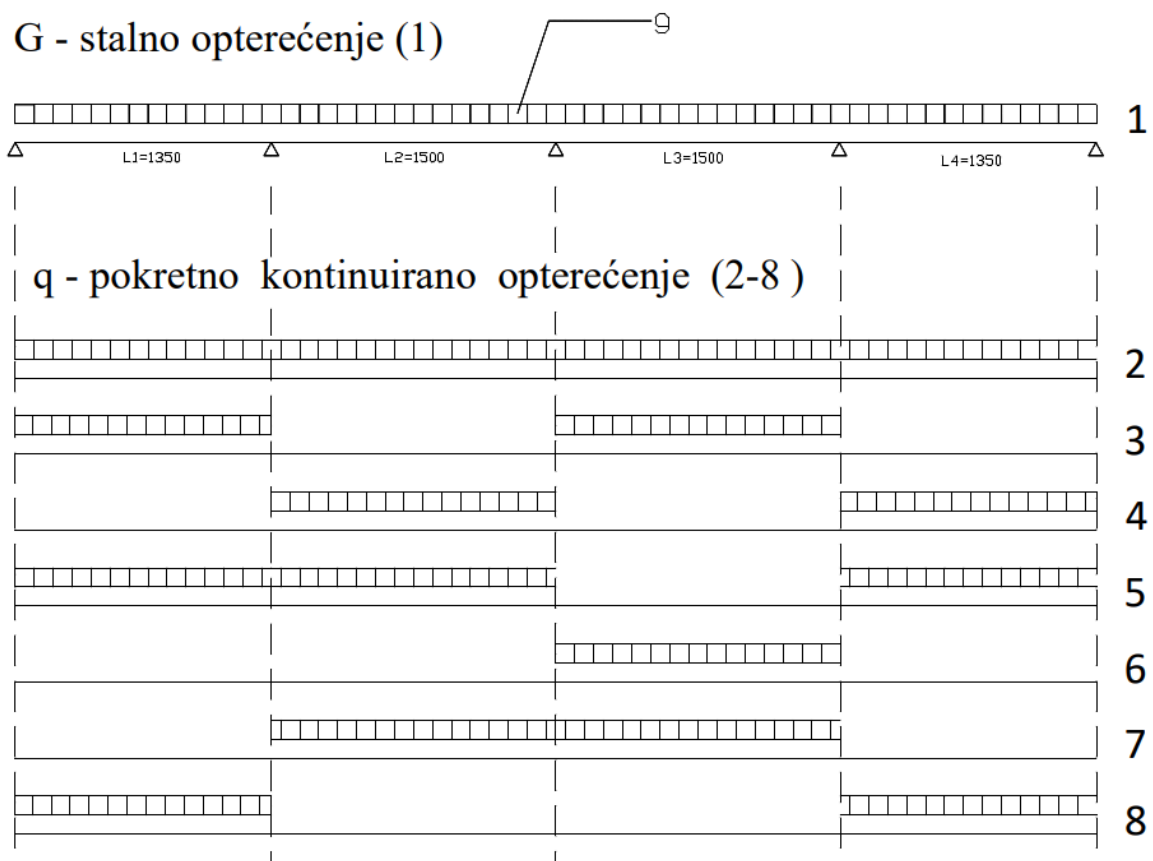 G - stalno opterećenje (1)
g
1
L1=1350
L2=1500
L3=1500
L4=1350
q - pokretno kontinuirano opterećenje (2-8 )
2
3
4
5
6
7
8